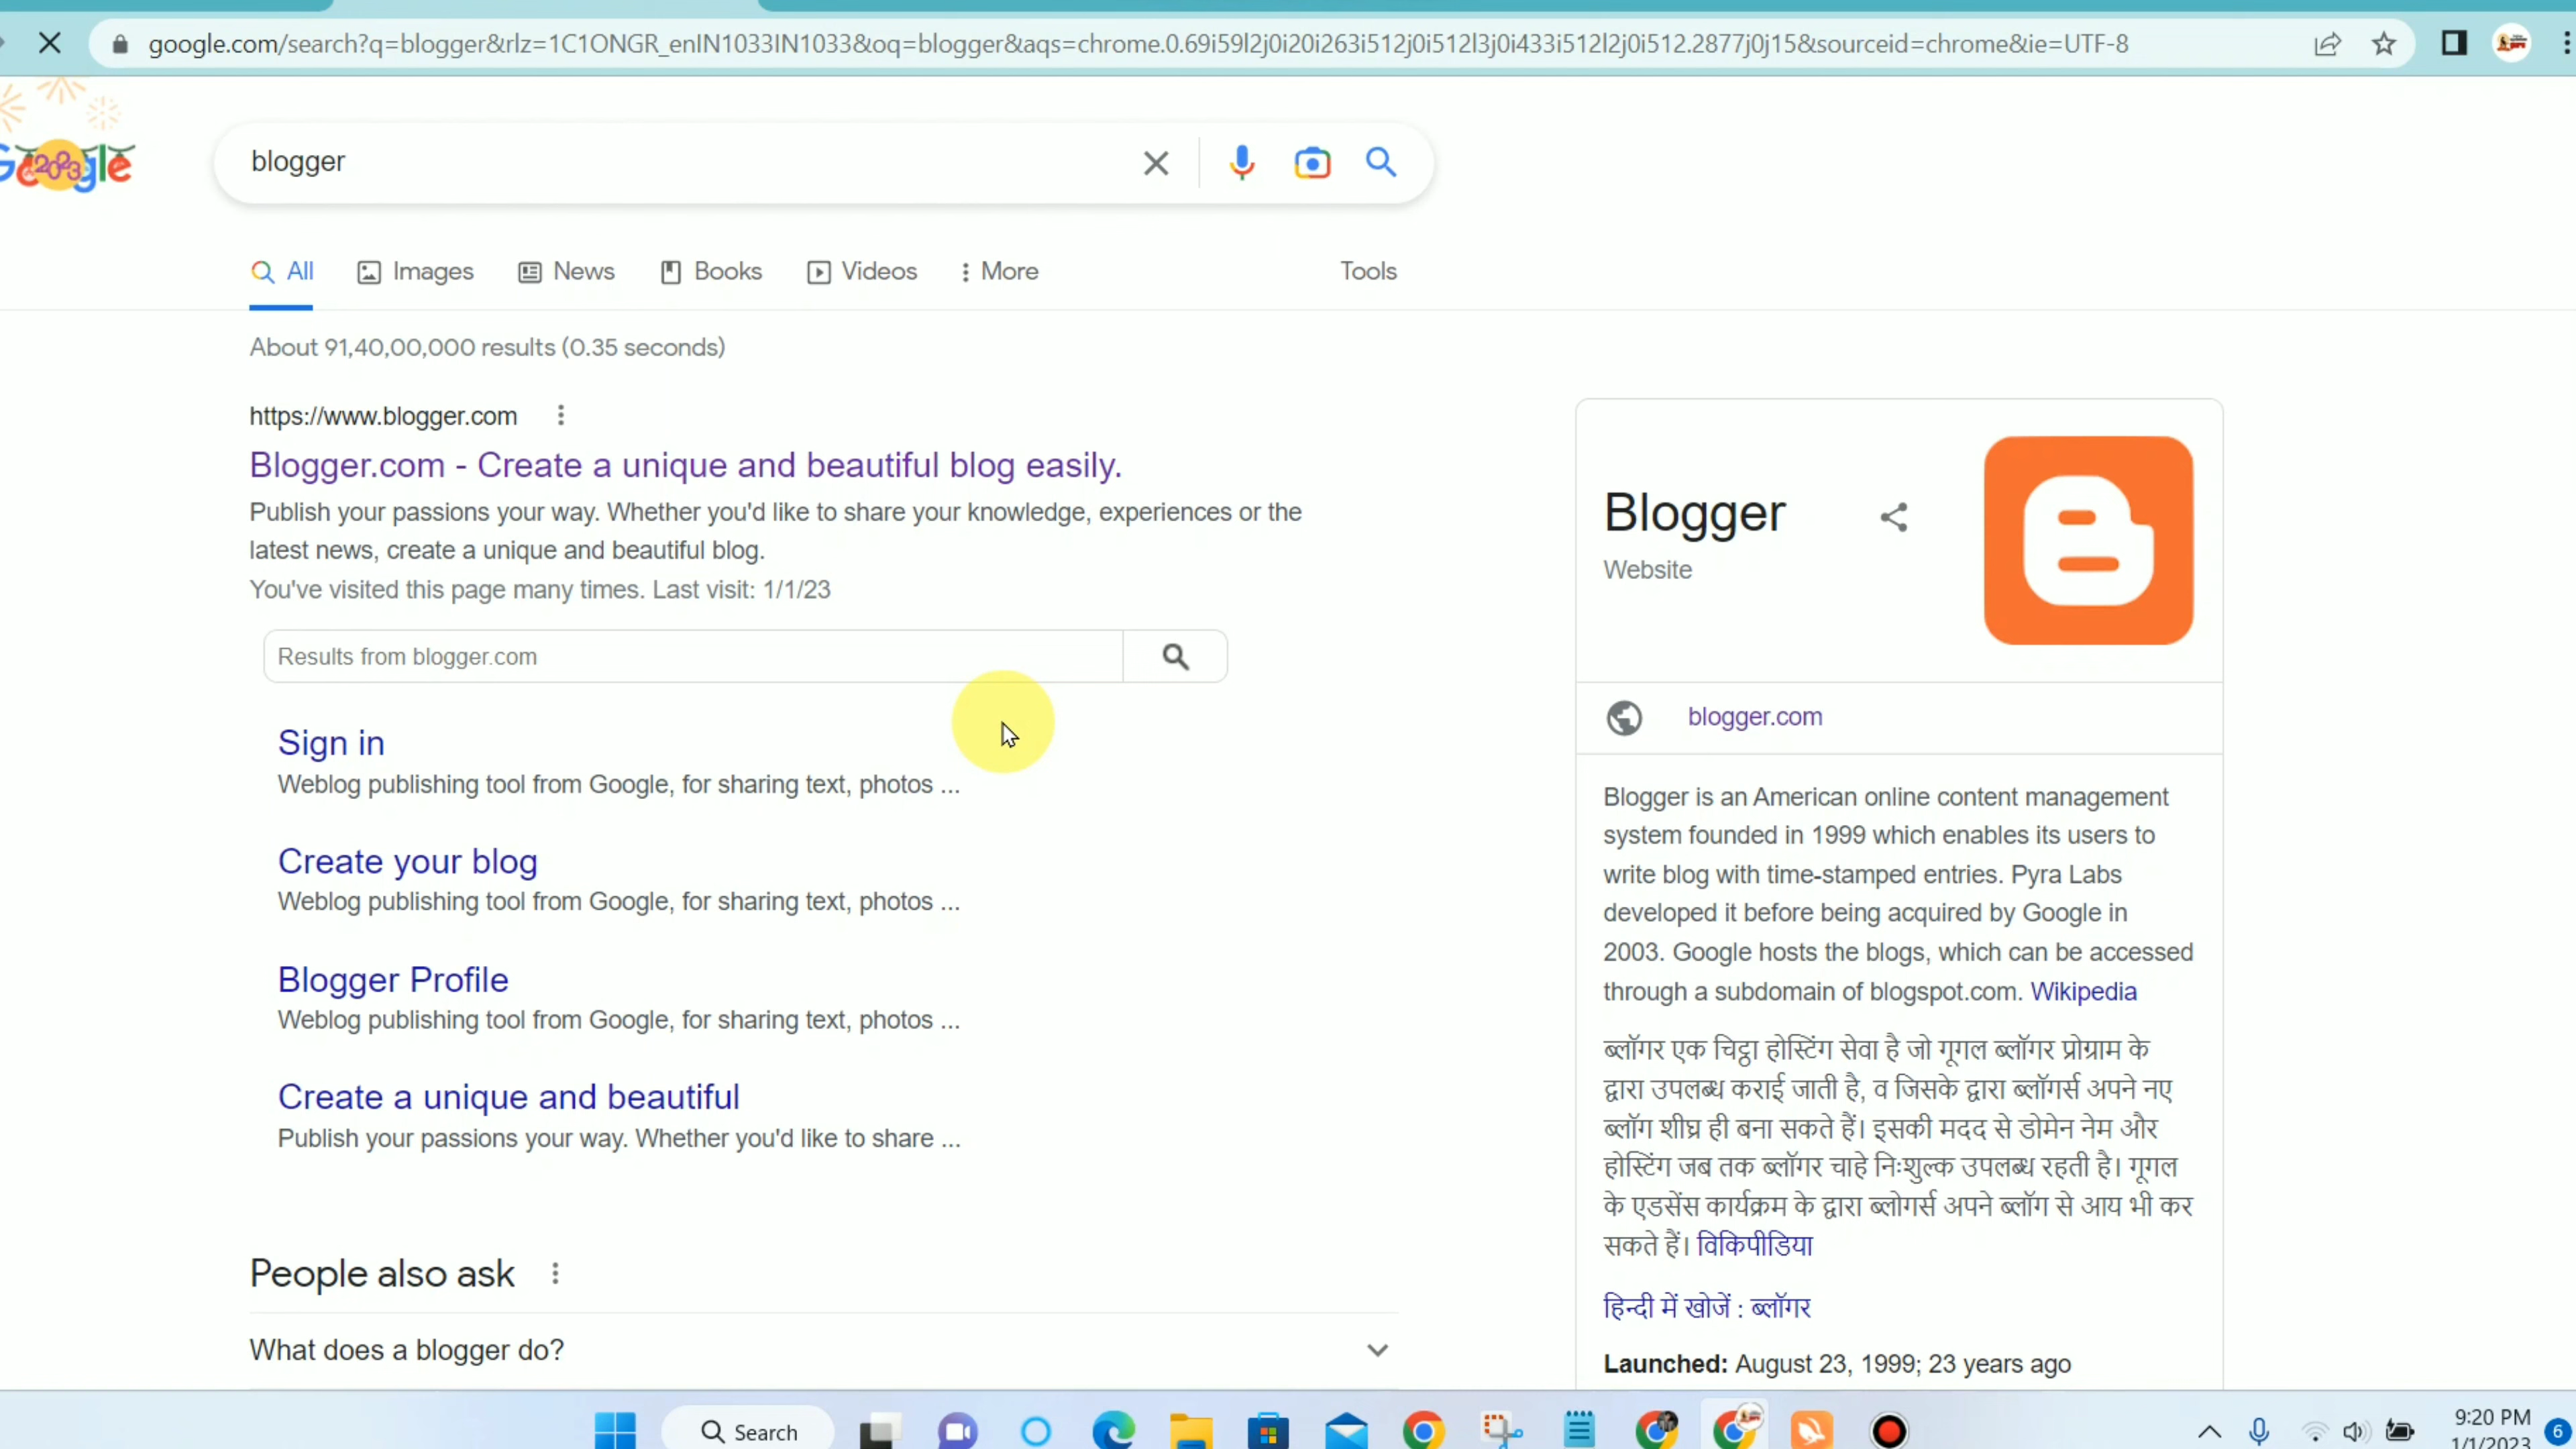 google.com/search?q=blogger&rlz=1C1ONGR_enIN1033IN1033&oq=blogger&aqs=chrome.0.69i59l2j0i20i263i512j0i512l3j0i433i512l2j0i512.2877j0j15&sourceid=chrome&ie=UTF-8
Google
2023
blogger
All Images News Books Videos More Tools
About 91,40,00,000 results (0.35 seconds)
https://www.blogger.com
Blogger.com - Create a unique and beautiful blog easily.
Publish your passions your way. Whether you'd like to share your knowledge, experiences or the
latest news, create a unique and beautiful blog.
You've visited this page many times. Last visit: 1/1/23
Results from blogger.com
Sign in
Weblog publishing tool from Google, for sharing text, photos ...
Create your blog
Weblog publishing tool from Google, for sharing text, photos ...
Blogger Profile
Weblog publishing tool from Google, for sharing text, photos ...
Create a unique and beautiful
Publish your passions your way. Whether you'd like to share ...
People also ask
What does a blogger do?
Blogger
Website
blogger.com
Blogger is an American online content management
system founded in 1999 which enables its users to
write blog with time-stamped entries. Pyra Labs
developed it before being acquired by Google in
2003. Google hosts the blogs, which can be accessed
through a subdomain of blogspot.com. Wikipedia
ब्लॉगर एक चिट्ठा होस्टिंग सेवा है जो गूगल ब्लॉगर प्रोग्राम के
द्वारा उपलब्ध कराई जाती है, व जिसके द्वारा ब्लॉगर्स अपने नए
ब्लॉग शीघ्र ही बना सकते हैं। इसकी मदद से डोमेन नेम और
होस्टिंग जब तक ब्लॉगर चाहे निःशुल्क उपलब्ध रहती है। गूगल
के एडसेंस कार्यक्रम के द्वारा ब्लोगर्स अपने ब्लॉग से आय भी कर
सकते हैं। विकिपीडिया
हिन्दी में खोजें : ब्लॉगर
Launched: August 23, 1999; 23 years ago
Search
9:20 PM
1/1/2023
6